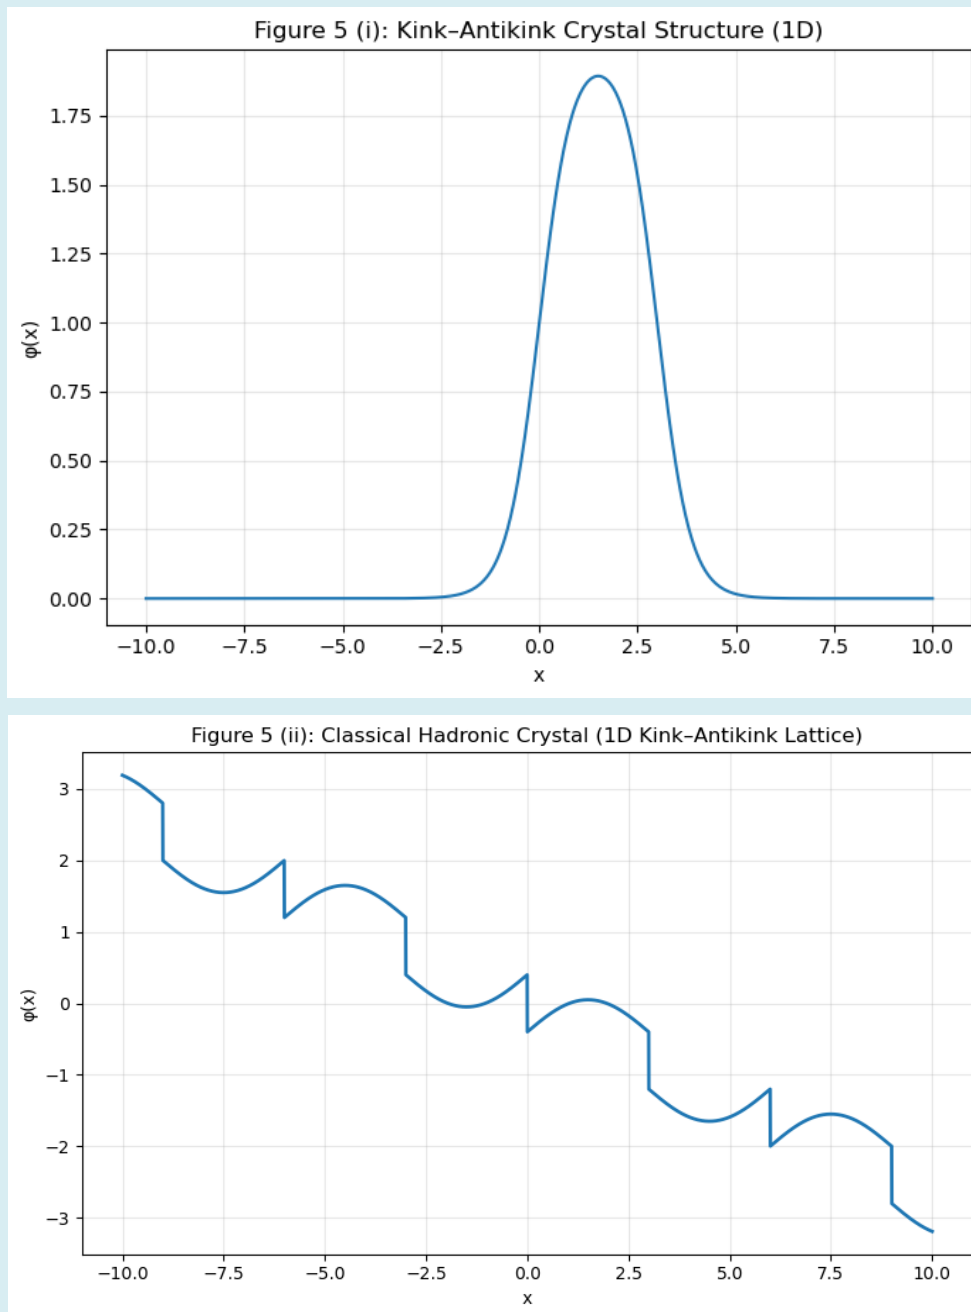 Figure 5 (i): Kink–Antikink Crystal Structure (1D)
φ(x)
1.75
1.50
1.25
1.00
0.75
0.50
0.25
0.00
−10.0 −7.5 −5.0 −2.5 0.0 2.5 5.0 7.5 10.0
x
Figure 5 (ii): Classical Hadronic Crystal (1D Kink–Antikink Lattice)
φ(x)
3
2
1
0
−1
−2
−3
−10.0 −7.5 −5.0 −2.5 0.0 2.5 5.0 7.5 10.0
x